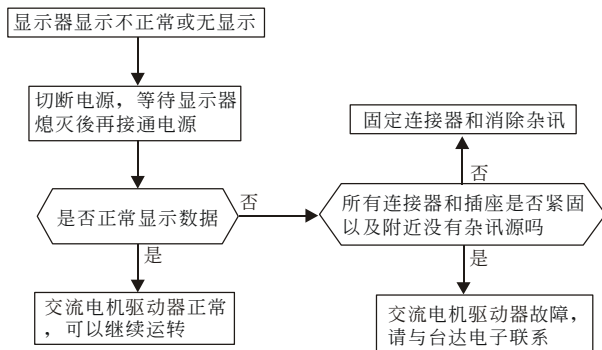 显示器显示不正常或无显示
切断电源，等待显示器
熄灭後再接通电源
是否正常显示数据
否
是
交流电机驱动器正常
，可以继续运转
固定连接器和消除杂讯
否
所有连接器和插座是否紧固
以及附近没有杂讯源吗
是
交流电机驱动器故障，
请与台达电子联系